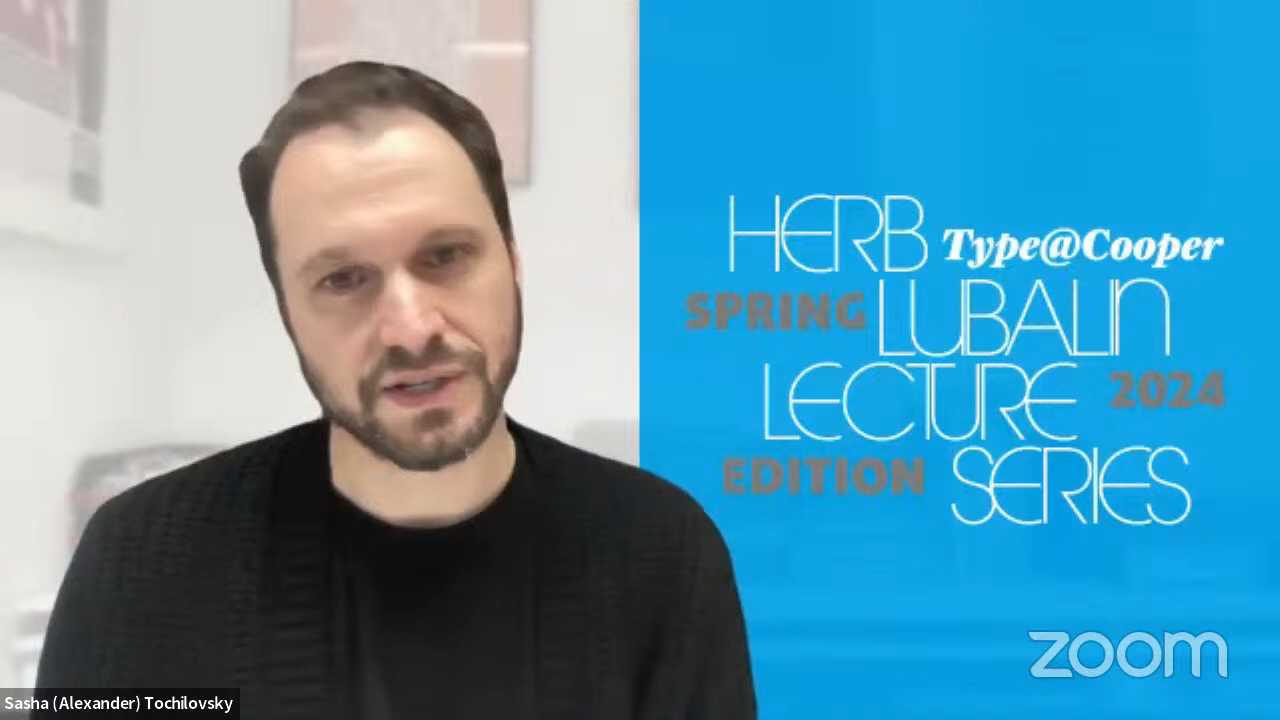 HERB Type@Cooper
SPRING LUBALIN
LECTURE 2024
EDITION SERIES
zoom
Sasha (Alexander) Tochilovsky